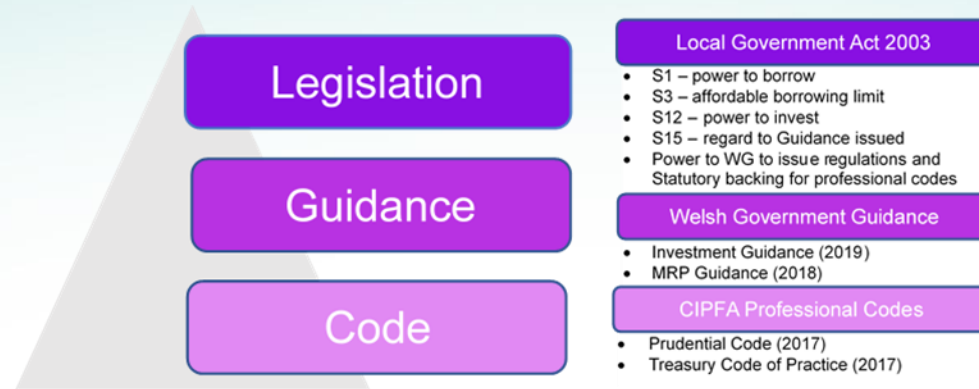 Legislation
Local Government Act 2003
• S1 – power to borrow
• S3 – affordable borrowing limit
• S12 – power to invest
• S15 – regard to Guidance issued
• Power to WG to issue regulations and
Statutory backing for professional codes
Guidance
Welsh Government Guidance
• Investment Guidance (2019)
• MRP Guidance (2018)
Code
CIPFA Professional Codes
• Prudential Code (2017)
• Treasury Code of Practice (2017)